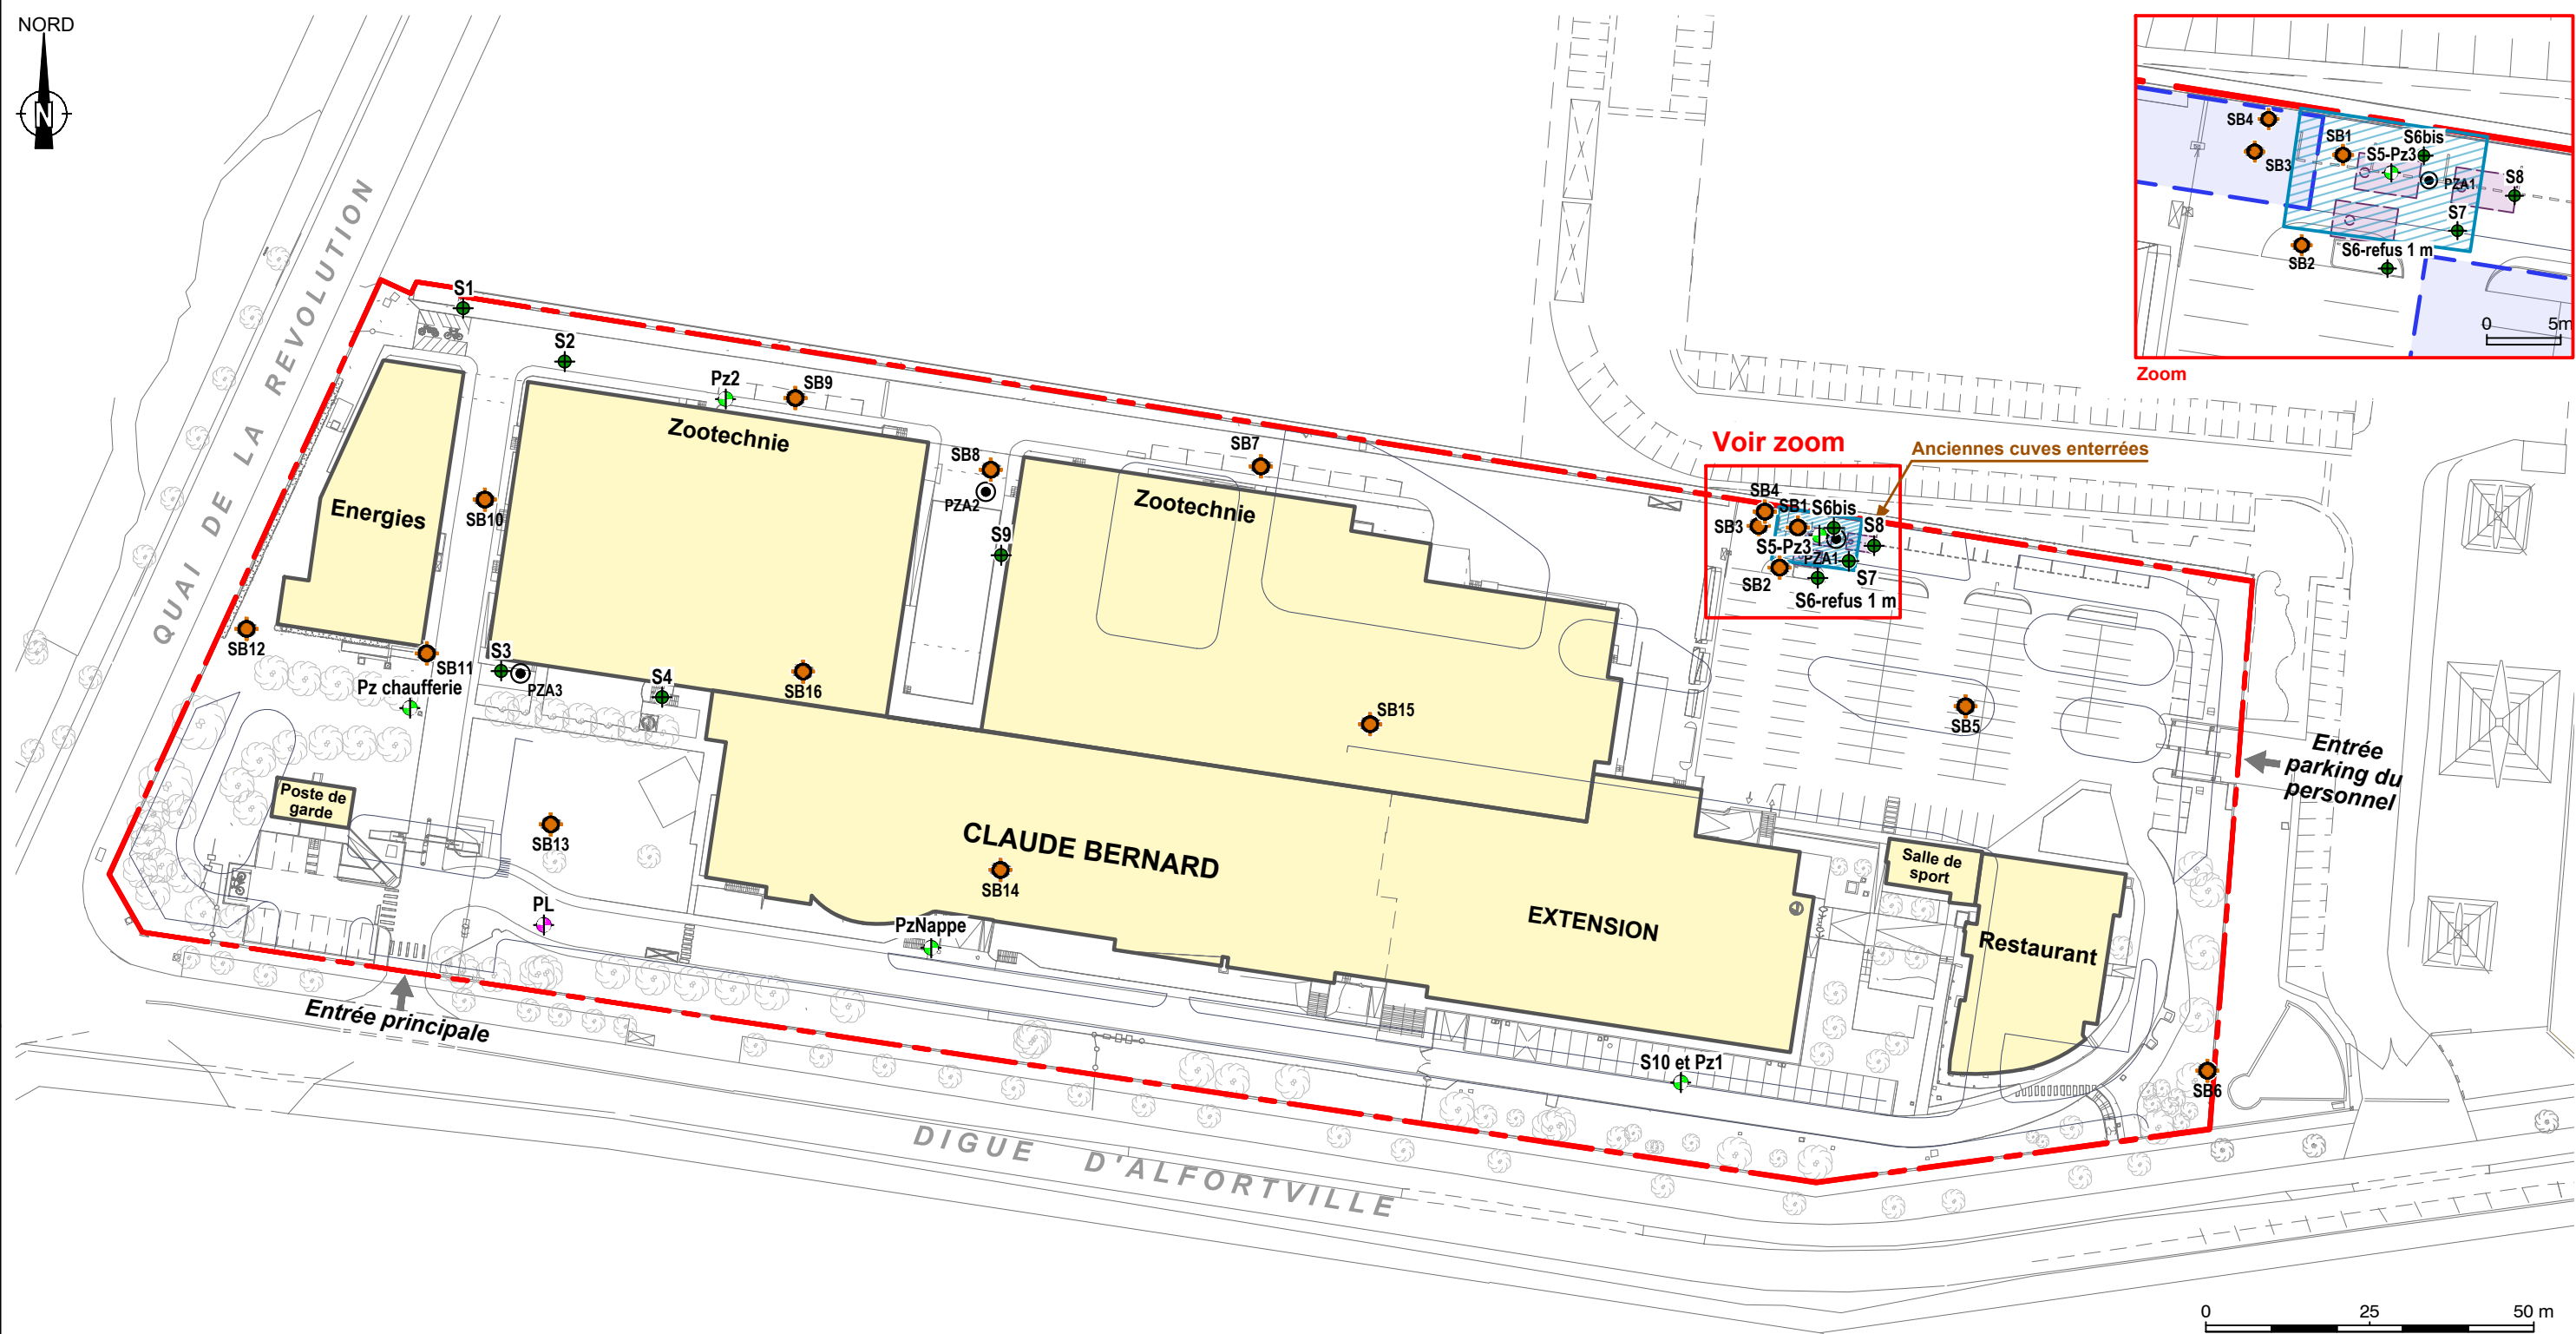 NORD
N
QUAI DE LA REVOLUTION
S1
S2
Pz2
SB9
Zootechnie
Energies
SB10
SB8
PZA2
S9
SB7
Zootechnie
Voir zoom
Anciennes cuves enterrées
SB4
SB1
S6bis
SB3
S8
S5-Pz3
PZA1
SB2
S7
S6-refus 1 m
SB4
SB1
S6bis
S5-Pz3
SB3
PZA1
S8
S7
S6-refus 1 m
SB2
0
5m
Zoom
SB12
SB11
S3
PZA3
Pz chaufferie
S4
SB16
SB15
SB5
Entrée
parking du
personnel
Poste de
garde
SB13
CLAUDE BERNARD
SB14
Salle de
sport
PL
PzNappe
EXTENSION
Restaurant
Entrée principale
S10 et Pz1
SB6
DIGUE D'ALFORTVILLE
0
25
50 m